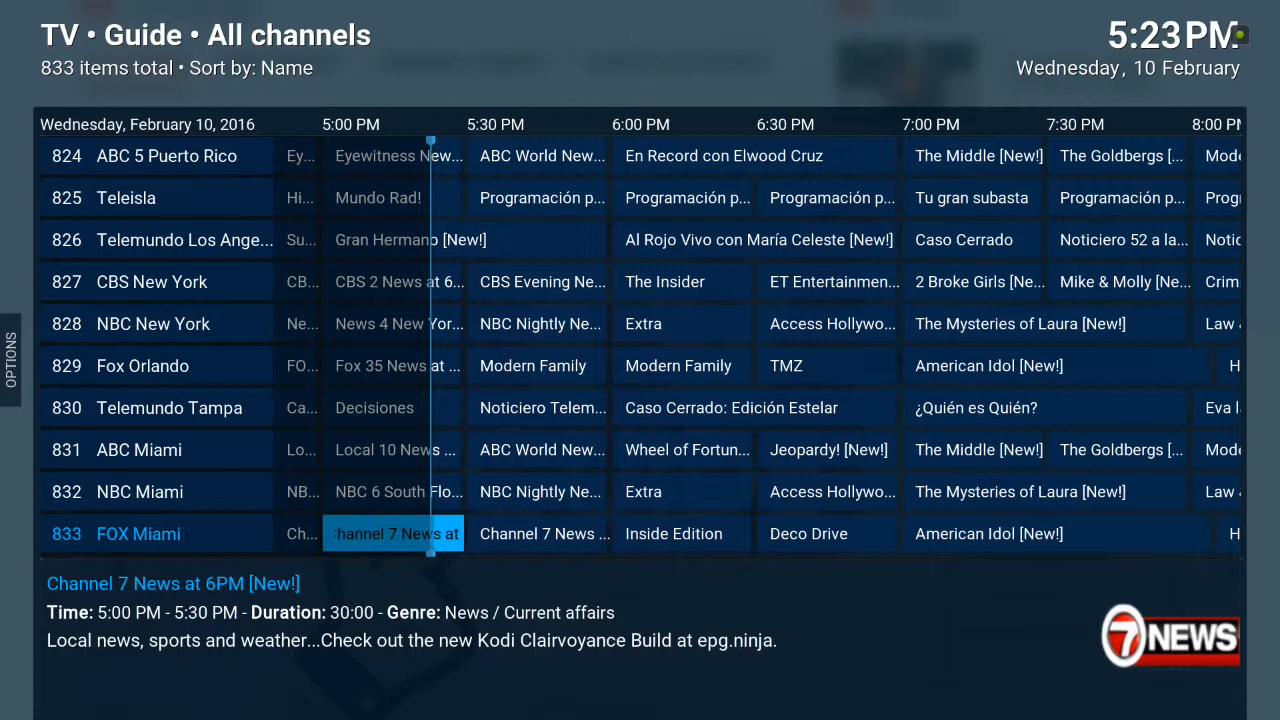 TV • Guide • All channels
5:23 PM
833 items total • Sort by: Name
Wednesday, 10 February
Wednesday, February 10, 2016 5:00 PM 5:30 PM 6:00 PM 6:30 PM 7:00 PM 7:30 PM 8:00 PM
824 ABC 5 Puerto Rico Ey... Eyewitness New... ABC World New... En Record con Elwood Cruz The Middle [New!] The Goldbergs [... Mode
825 Teleisla Hi... Mundo Rad! Programación p... Programación p... Programación p... Tu gran subasta Programación p... Progr
826 Telemundo Los Ange... Su... Gran Hermano [New!] Al Rojo Vivo con María Celeste [New!] Caso Cerrado Noticiero 52 a la... Notic
827 CBS New York CB... CBS 2 News at 6... CBS Evening Ne... The Insider ET Entertainmen... 2 Broke Girls [Ne... Mike & Molly [Ne... Crim
828 NBC New York Ne... News 4 New Yor... NBC Nightly Ne... Extra Access Hollywo... The Mysteries of Laura [New!] Law
829 Fox Orlando FO... Fox 35 News at ... Modern Family Modern Family TMZ American Idol [New!] H
830 Telemundo Tampa Ca... Decisiones Noticiero Telem... Caso Cerrado: Edición Estelar ¿Quién es Quién? Eva l
831 ABC Miami Lo... Local 10 News ... ABC World New... Wheel of Fortun... Jeopardy! [New!] The Middle [New!] The Goldbergs [... Mode
832 NBC Miami NB... NBC 6 South Flo... NBC Nightly Ne... Extra Access Hollywo... The Mysteries of Laura [New!] Law
833 FOX Miami Ch... hannel 7 News at Channel 7 News ... Inside Edition Deco Drive American Idol [New!] H
OPTIONS
Channel 7 News at 6PM [New!]
Time: 5:00 PM - 5:30 PM - Duration: 30:00 - Genre: News / Current affairs
Local news, sports and weather...Check out the new Kodi Clairvoyance Build at epg.ninja.
7 NEWS